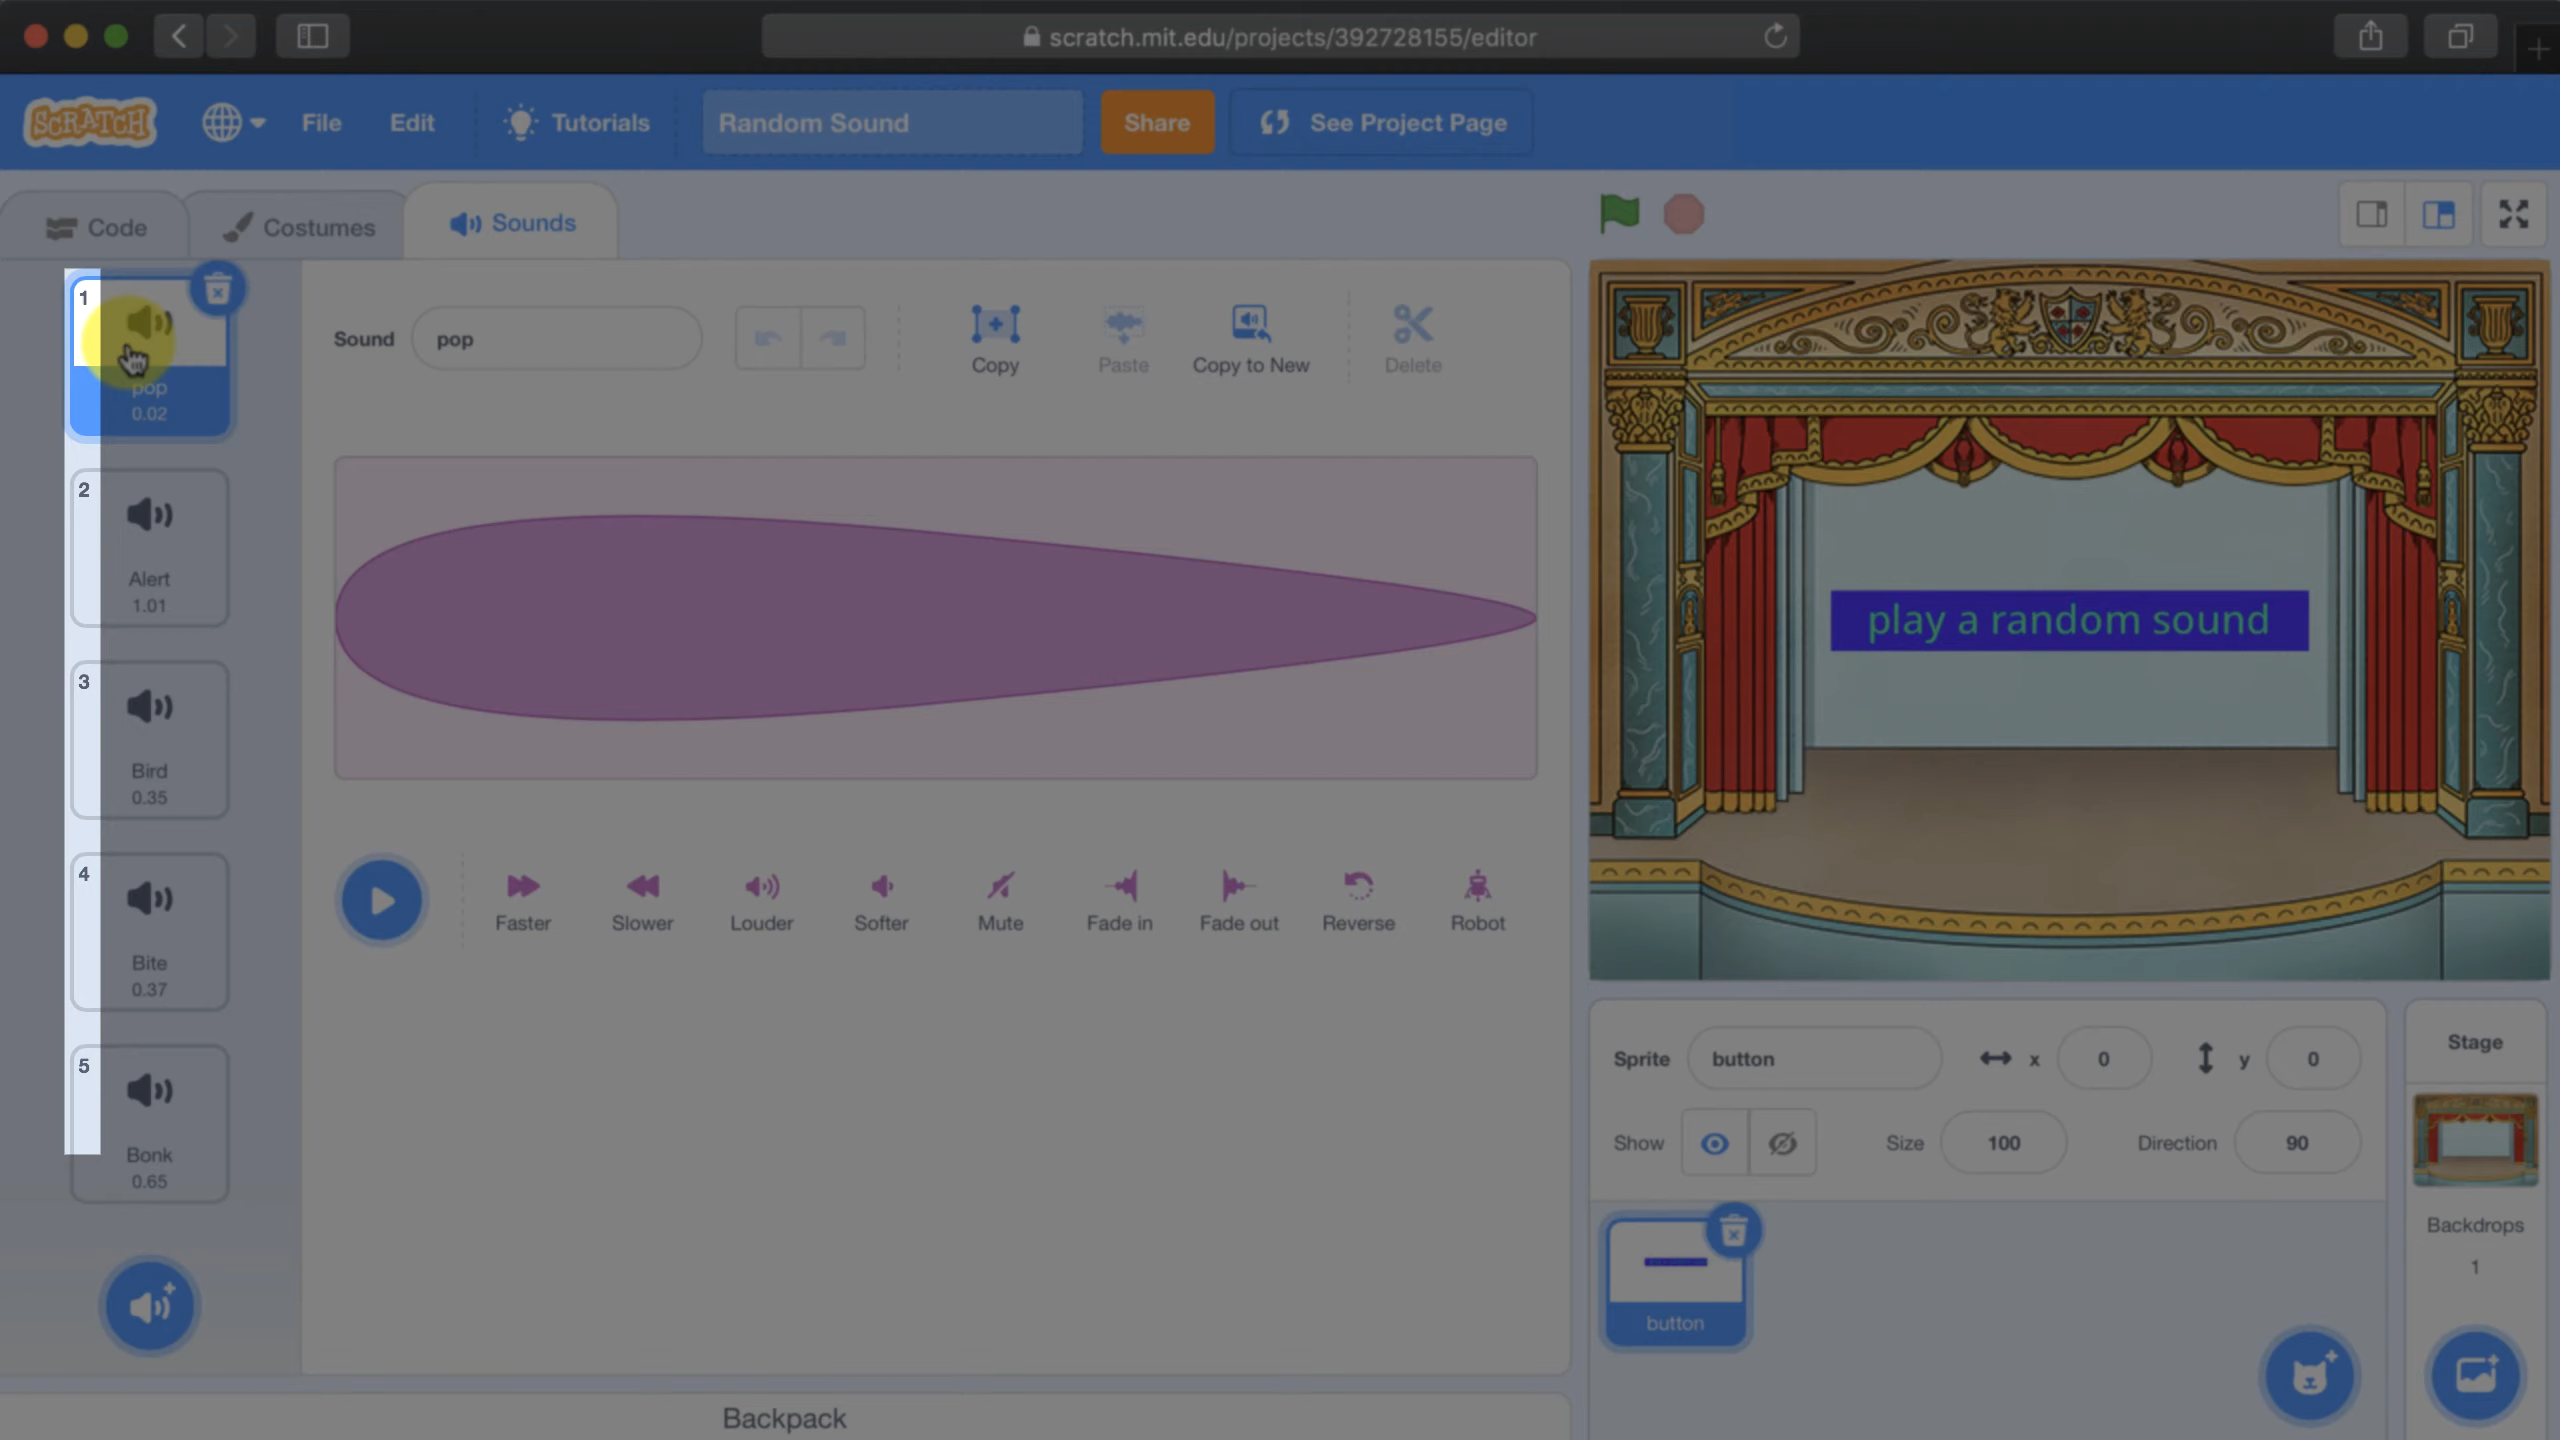 scratch.mit.edu/projects/392728155/editor
SCRATCH
File
Edit
Tutorials
Random Sound
Share
See Project Page
Code
Costumes
Sounds
1
pop
0.02
2
Alert
1.01
3
Bird
0.35
4
Bite
0.37
5
Bonk
0.65
Sound
pop
Copy
Paste
Copy to New
Delete
Faster
Slower
Louder
Softer
Mute
Fade in
Fade out
Reverse
Robot
play a random sound
Sprite
button
x
0
y
0
Show
Size
100
Direction
90
button
Stage
Backdrops
1
Backpack